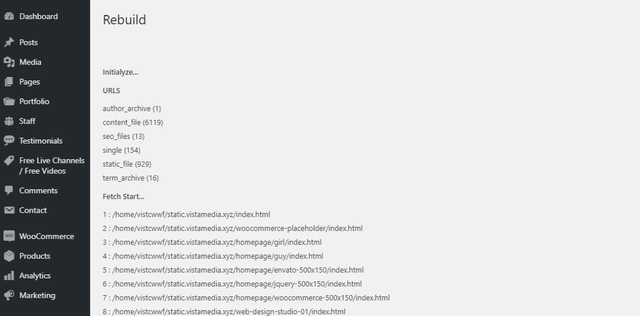 Dashboard
Posts
Media
Pages
Portfolio
Staff
Testimonials
Free Live Channels
/ Free Videos
Comments
Contact
WooCommerce
Products
Analytics
Marketing
Rebuild
Initialyze...
URLS
author_archive (1)
content_file (6119)
seo_files (13)
single (154)
static_file (929)
term_archive (16)
Fetch Start...
1 : /home/vistcwwf/static.vistamedia.xyz/index.html
2 : /home/vistcwwf/static.vistamedia.xyz/woocommerce-placeholder/index.html
3 : /home/vistcwwf/static.vistamedia.xyz/homepage/girl/index.html
4 : /home/vistcwwf/static.vistamedia.xyz/homepage/guy/index.html
5 : /home/vistcwwf/static.vistamedia.xyz/homepage/envato-500x150/index.html
6 : /home/vistcwwf/static.vistamedia.xyz/homepage/jquery-500x150/index.html
7 : /home/vistcwwf/static.vistamedia.xyz/homepage/woocommerce-500x150/index.html
8 : /home/vistcwwf/static.vistamedia.xyz/web-design-studio-01/index.html